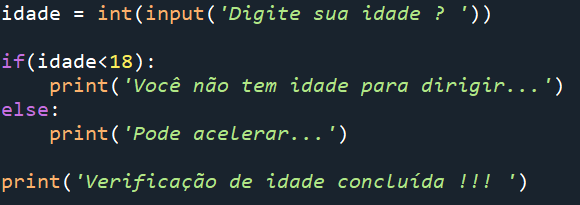 idade = int(input('Digite sua idade ? '))
if(idade<18):
    print('Você não tem idade para dirigir...')
else:
    print('Pode acelerar...')
print('Verificação de idade concluída !!! ')